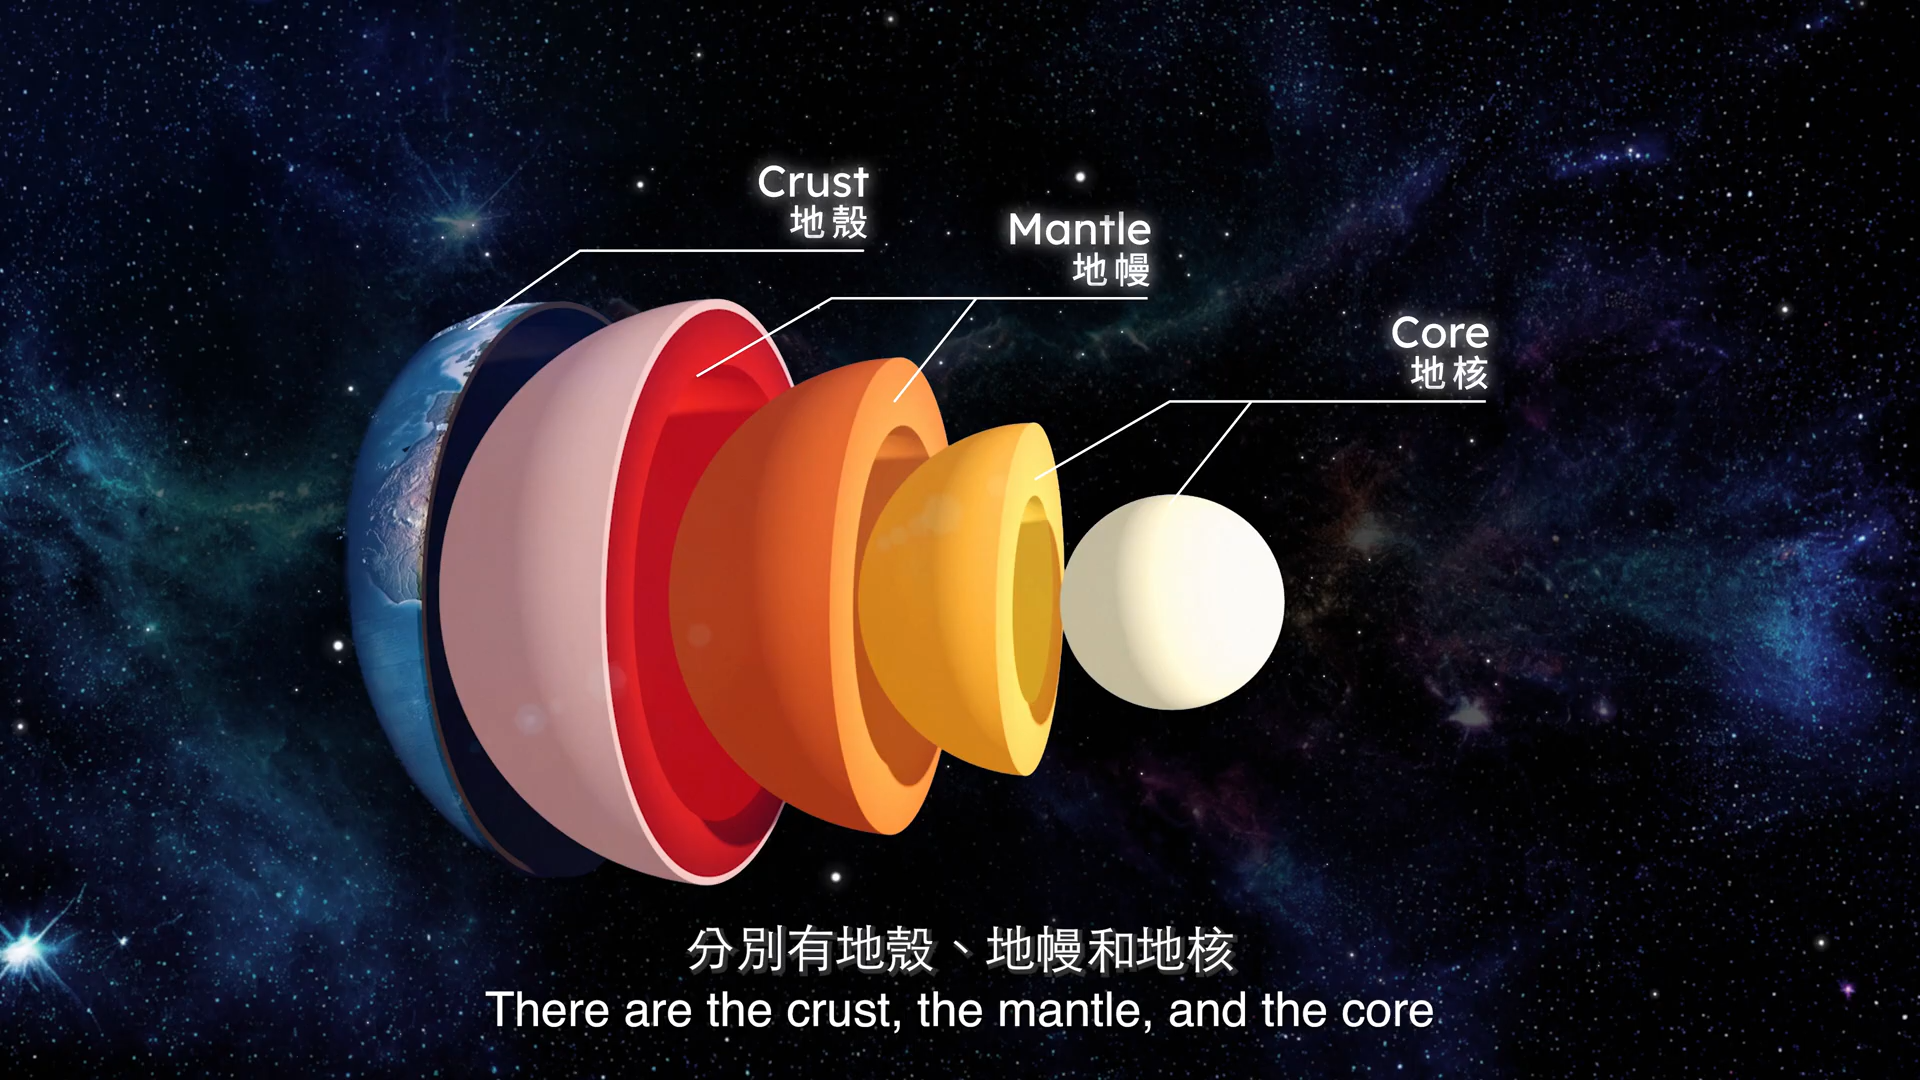 Crust
地殼
Mantle
地幔
Core
地核
分別有地殼、地幔和地核
There are the crust, the mantle, and the core